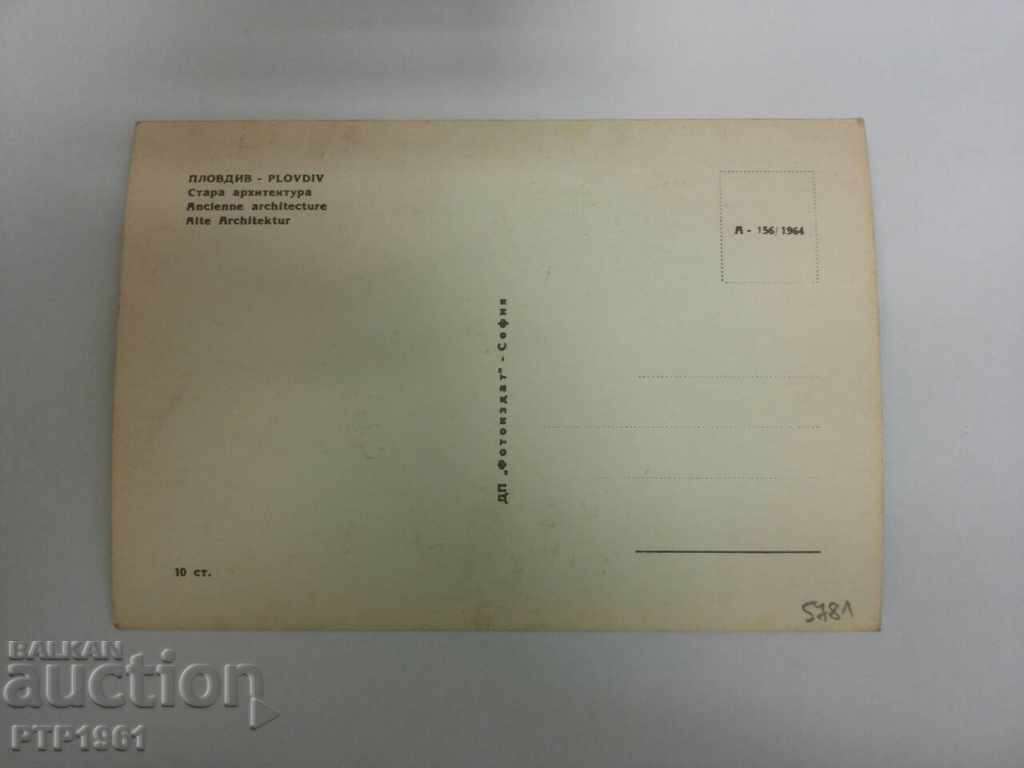 ПЛОВДИВ - PLOVDIV
Стара архитектура
Ancienne architecture
Alte Architektur
А - 156/1964
ДП „Фотоиздат" - София
10 ст.
5781
BALKAN
auction
PTP1961